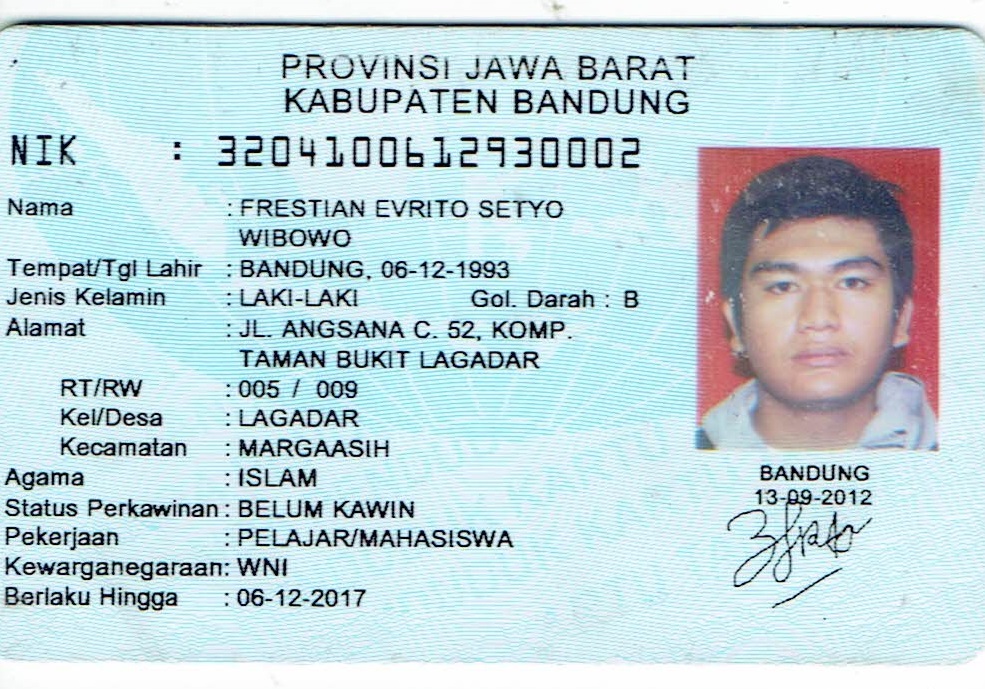 PROVINSI JAWA BARAT
KABUPATEN BANDUNG
NIK : 3204100612930002
Nama : FRESTIAN EVRITO SETYO
WIBOWO
Tempat/Tgl Lahir : BANDUNG, 06-12-1993
Jenis Kelamin : LAKI-LAKI Gol. Darah : B
Alamat : JL. ANGSANA C. 52, KOMP.
TAMAN BUKIT LAGADAR
RT/RW : 005 / 009
Kel/Desa : LAGADAR
Kecamatan : MARGAASIH
Agama : ISLAM
Status Perkawinan : BELUM KAWIN
Pekerjaan : PELAJAR/MAHASISWA
Kewarganegaraan: WNI
Berlaku Hingga : 06-12-2017
BANDUNG
13-09-2012